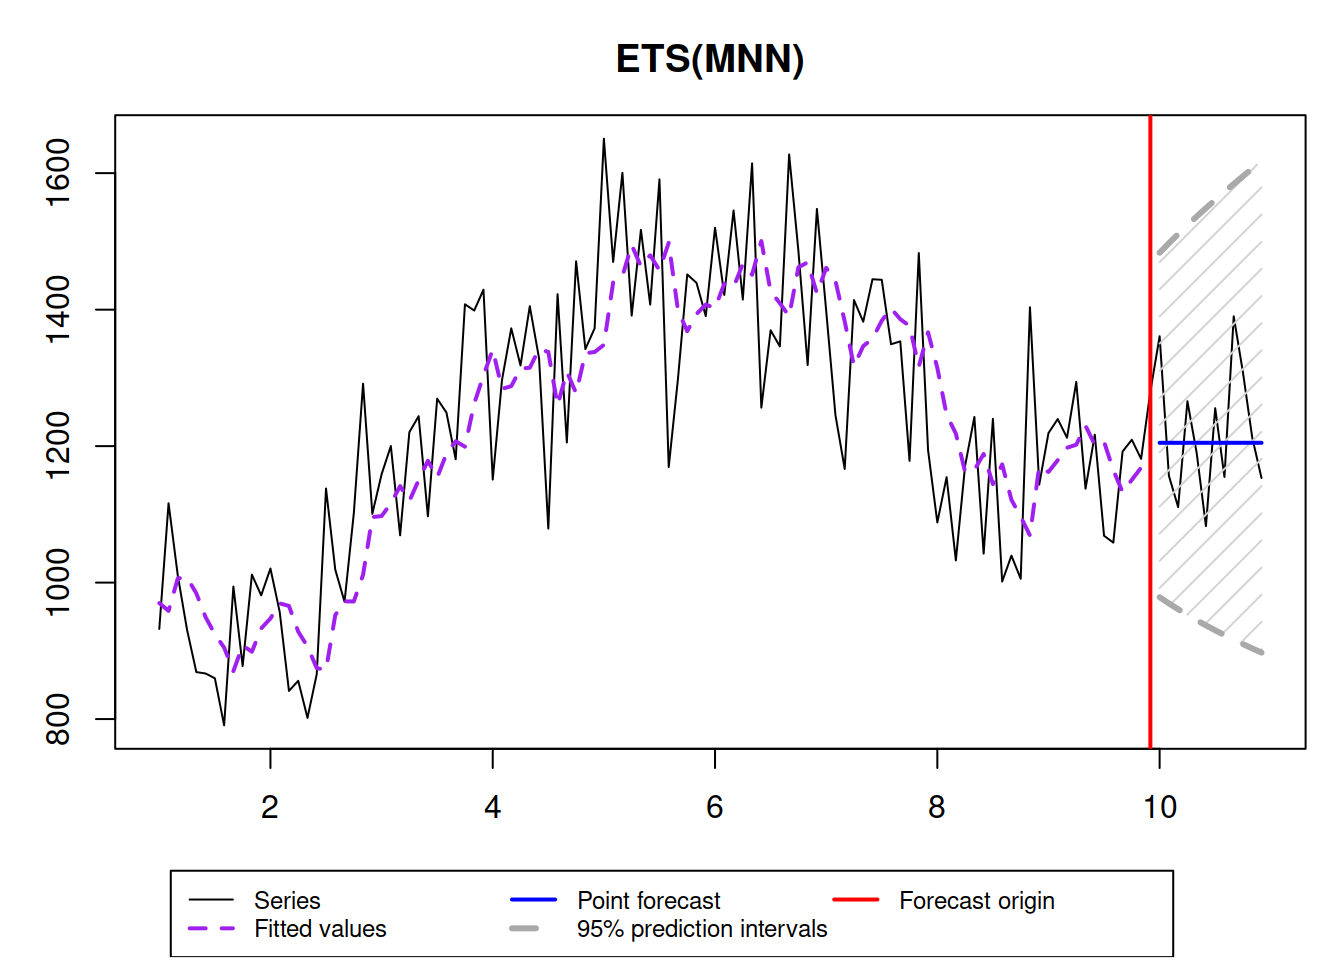 ETS(MNN)
1600
1400
1200
1000
800
2 4 6 8 10
Series Point forecast Forecast origin
Fitted values 95% prediction intervals